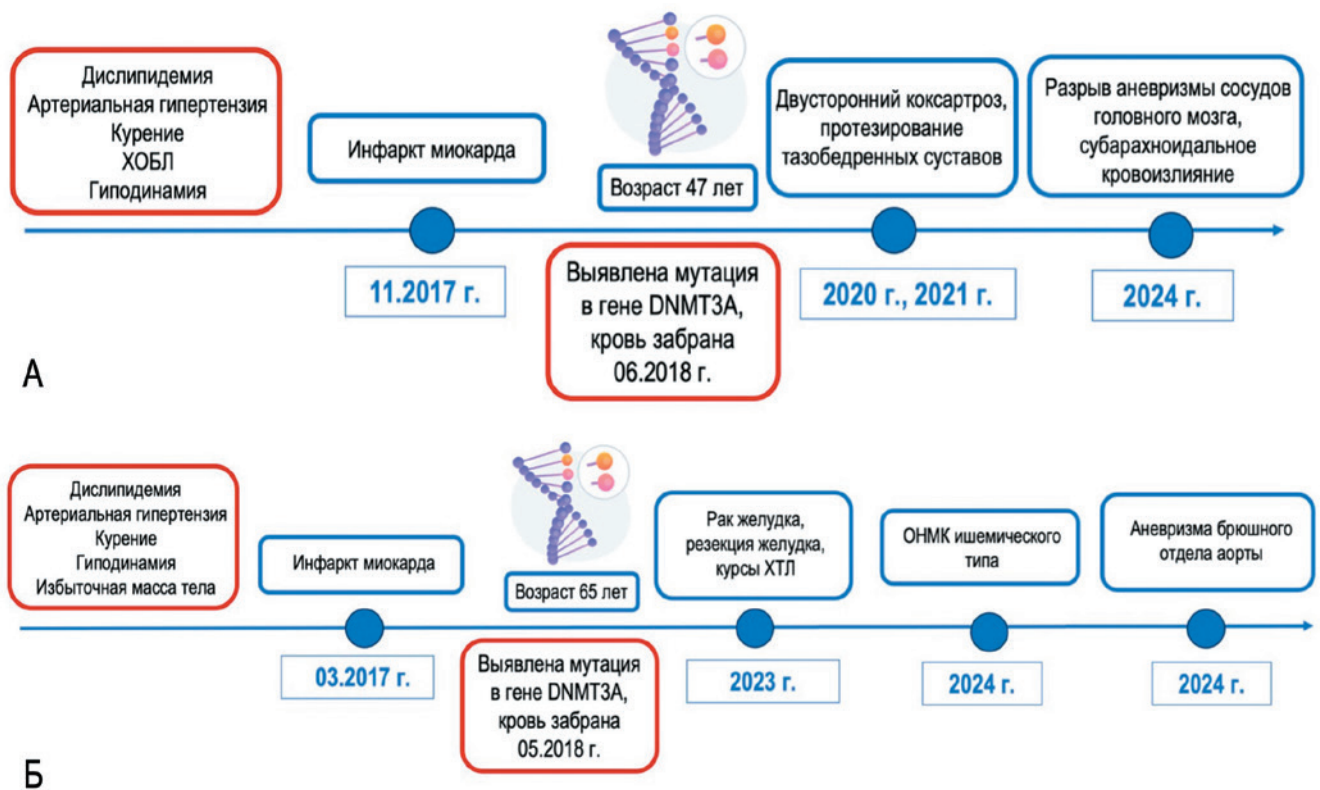 Дислипидемия
Артериальная гипертензия
Курение
ХОБЛ
Гиподинамия
Инфаркт миокарда
Возраст 47 лет
Двусторонний коксартроз,
протезирование
тазобедренных суставов
Разрыв аневризмы сосудов
головного мозга,
субарахноидальное
кровоизлияние
11.2017 г.
Выявлена мутация
в гене DNMT3A,
кровь забрана
06.2018 г.
2020 г., 2021 г.
2024 г.
А
Дислипидемия
Артериальная гипертензия
Курение
Гиподинамия
Избыточная масса тела
Инфаркт миокарда
Возраст 65 лет
Рак желудка,
резекция желудка,
курсы ХТЛ
ОНМК ишемического
типа
Аневризма брюшного
отдела аорты
03.2017 г.
Выявлена мутация
в гене DNMT3A,
кровь забрана
05.2018 г.
2023 г.
2024 г.
2024 г.
Б